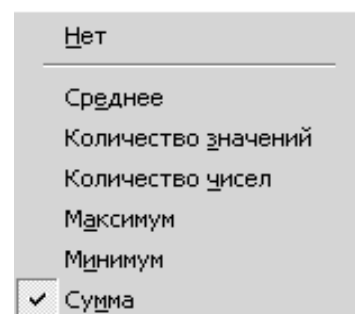 Нет
Среднее
Количество значений
Количество чисел
Максимум
Минимум
Сумма